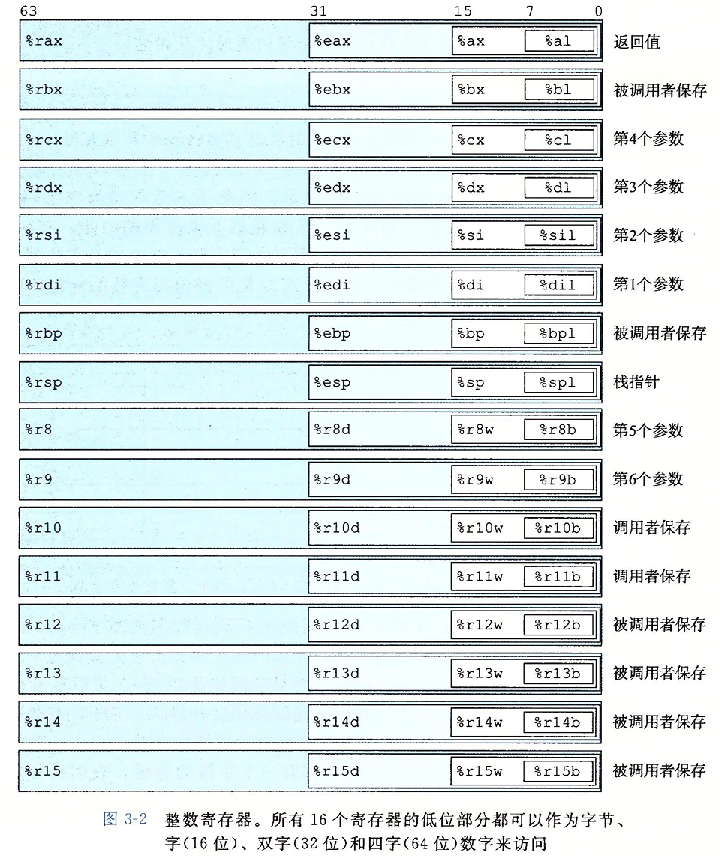 63 31 15 7 0
%rax %eax %ax %al 返回值
%rbx %ebx %bx %bl 被调用者保存
%rcx %ecx %cx %cl 第4个参数
%rdx %edx %dx %dl 第3个参数
%rsi %esi %si %sil 第2个参数
%rdi %edi %di %dil 第1个参数
%rbp %ebp %bp %bpl 被调用者保存
%rsp %esp %sp %spl 栈指针
%r8 %r8d %r8w %r8b 第5个参数
%r9 %r9d %r9w %r9b 第6个参数
%r10 %r10d %r10w %r10b 调用者保存
%r11 %r11d %r11w %r11b 调用者保存
%r12 %r12d %r12w %r12b 被调用者保存
%r13 %r13d %r13w %r13b 被调用者保存
%r14 %r14d %r14w %r14b 被调用者保存
%r15 %r15d %r15w %r15b 被调用者保存
图 3-2 整数寄存器。所有 16 个寄存器的低位部分都可以作为字节、
字(16 位)、双字(32 位)和四字(64 位)数字来访问